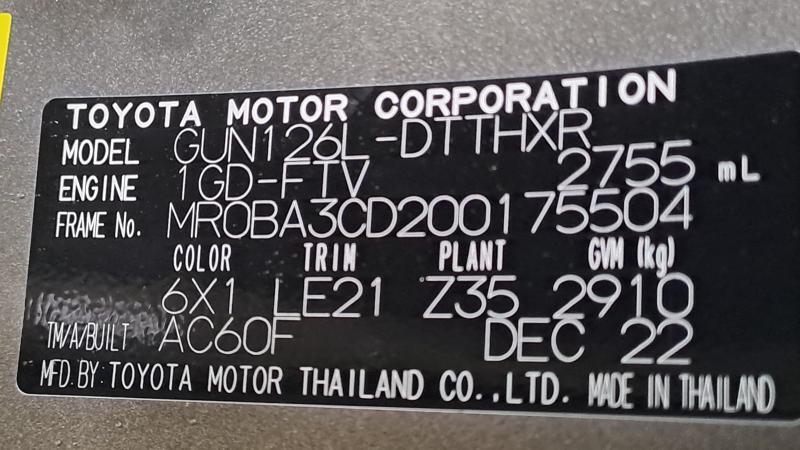 TOYOTA MOTOR CORPORATION
MODEL GUN126L-DTTHXR
ENGINE 1GD-FTV 2755 mL
FRAME No. MR0BA3CD200175504
COLOR TRIM PLANT GVM (kg)
6X1 LE21 Z35 2910
TM/A/BUILT AC60F DEC 22
MFD. BY: TOYOTA MOTOR THAILAND CO.,LTD. MADE IN THAILAND